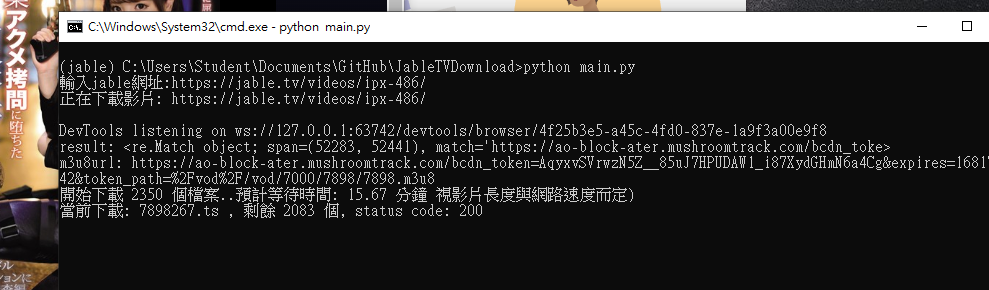 C:\Windows\System32\cmd.exe - python main.py
(jable) C:\Users\Student\Documents\GitHub\JableTVDownload>python main.py
輸入jable網址:https://jable.tv/videos/ipx-486/
正在下載影片: https://jable.tv/videos/ipx-486/
DevTools listening on ws://127.0.0.1:63742/devtools/browser/4f25b3e5-a45c-4fd0-837e-1a9f3a00e9f8
result: <re.Match object; span=(52283, 52441), match='https://ao-block-ater.mushroomtrack.com/bcdn_toke>
m3u8url: https://ao-block-ater.mushroomtrack.com/bcdn_token=AqyxvSVrwzN5Z__85uJ7HPUDAW1_i87XydGHmN6a4Cg&expires=16817
42&token_path=%2Fvod%2F/vod/7000/7898/7898.m3u8
開始下載 2350 個檔案..預計等待時間: 15.67 分鐘 視影片長度與網路速度而定)
當前下載: 7898267.ts , 剩餘 2083 個, status code: 200
アクメ拷問
に堕ちた